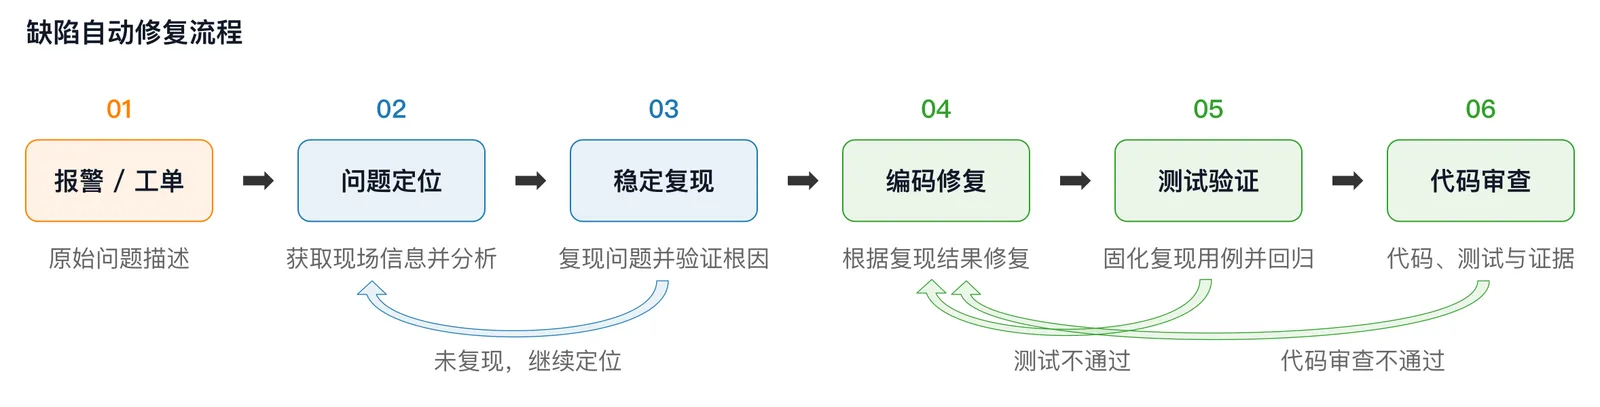 缺陷自动修复流程
01
02
03
04
05
06
报警 / 工单
问题定位
稳定复现
编码修复
测试验证
代码审查
原始问题描述
获取现场信息并分析
复现问题并验证根因
根据复现结果修复
固化复现用例并回归
代码、测试与证据
未复现，继续定位
测试不通过
代码审查不通过